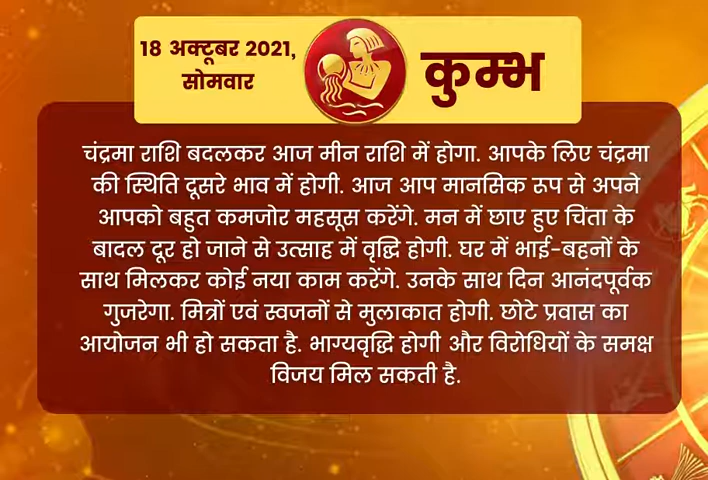 18 अक्टूबर 2021,
सोमवार
कुम्भ
चंद्रमा राशि बदलकर आज मीन राशि में होगा. आपके लिए चंद्रमा
की स्थिति दूसरे भाव में होगी. आज आप मानसिक रूप से अपने
आपको बहुत कमजोर महसूस करेंगे. मन में छाए हुए चिंता के
बादल दूर हो जाने से उत्साह में वृद्धि होगी. घर में भाई-बहनों के
साथ मिलकर कोई नया काम करेंगे. उनके साथ दिन आनंदपूर्वक
गुजरेगा. मित्रों एवं स्वजनों से मुलाकात होगी. छोटे प्रवास का
आयोजन भी हो सकता है. भाग्यवृद्धि होगी और विरोधियों के समक्ष
विजय मिल सकती है.